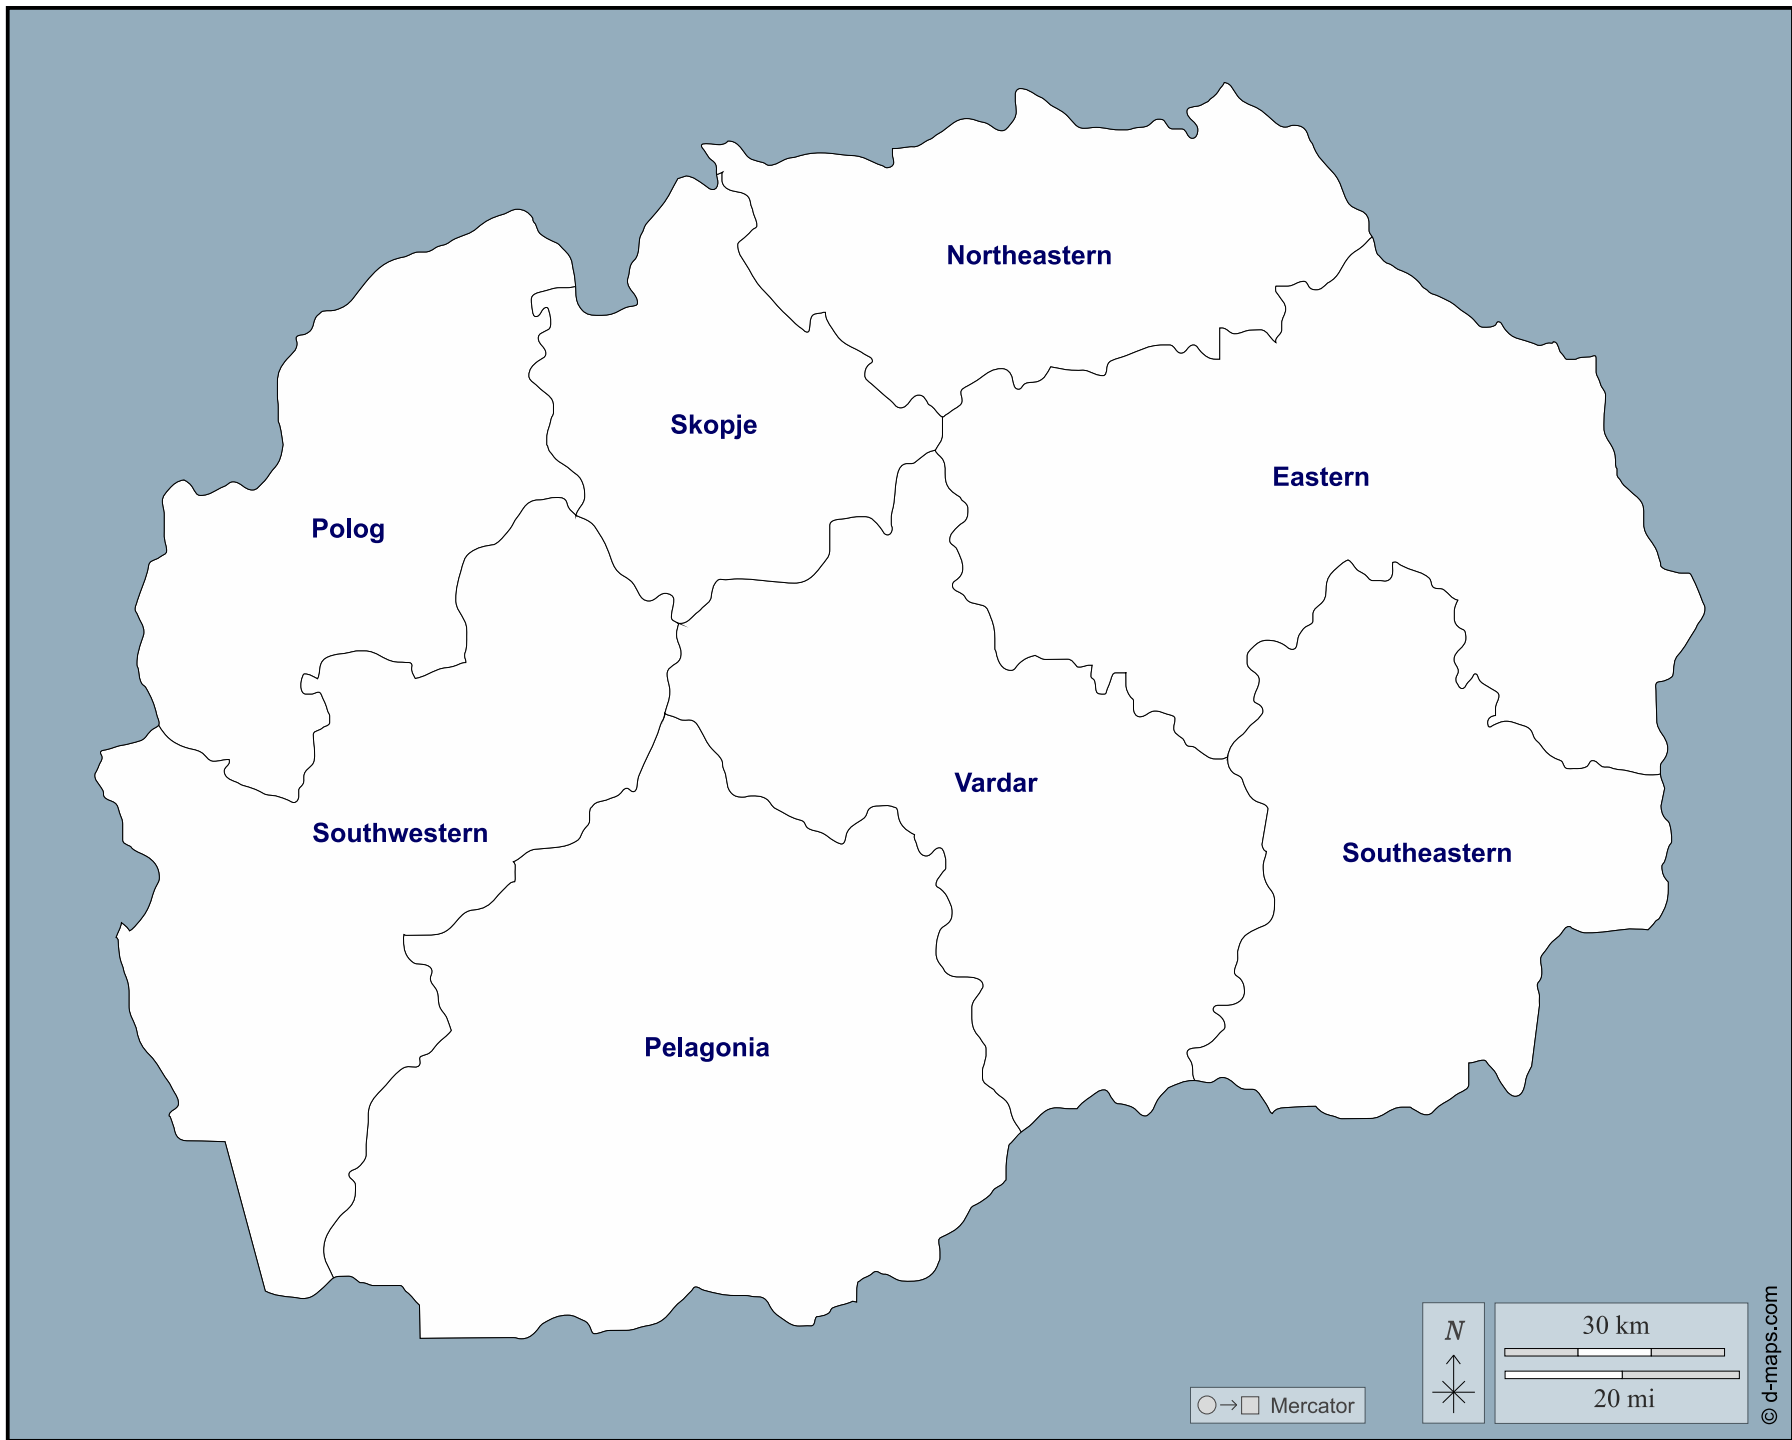 Northeastern
Skopje
Eastern
Polog
Vardar
Southwestern
Southeastern
Pelagonia
N
30 km
20 mi
Mercator
© d-maps.com